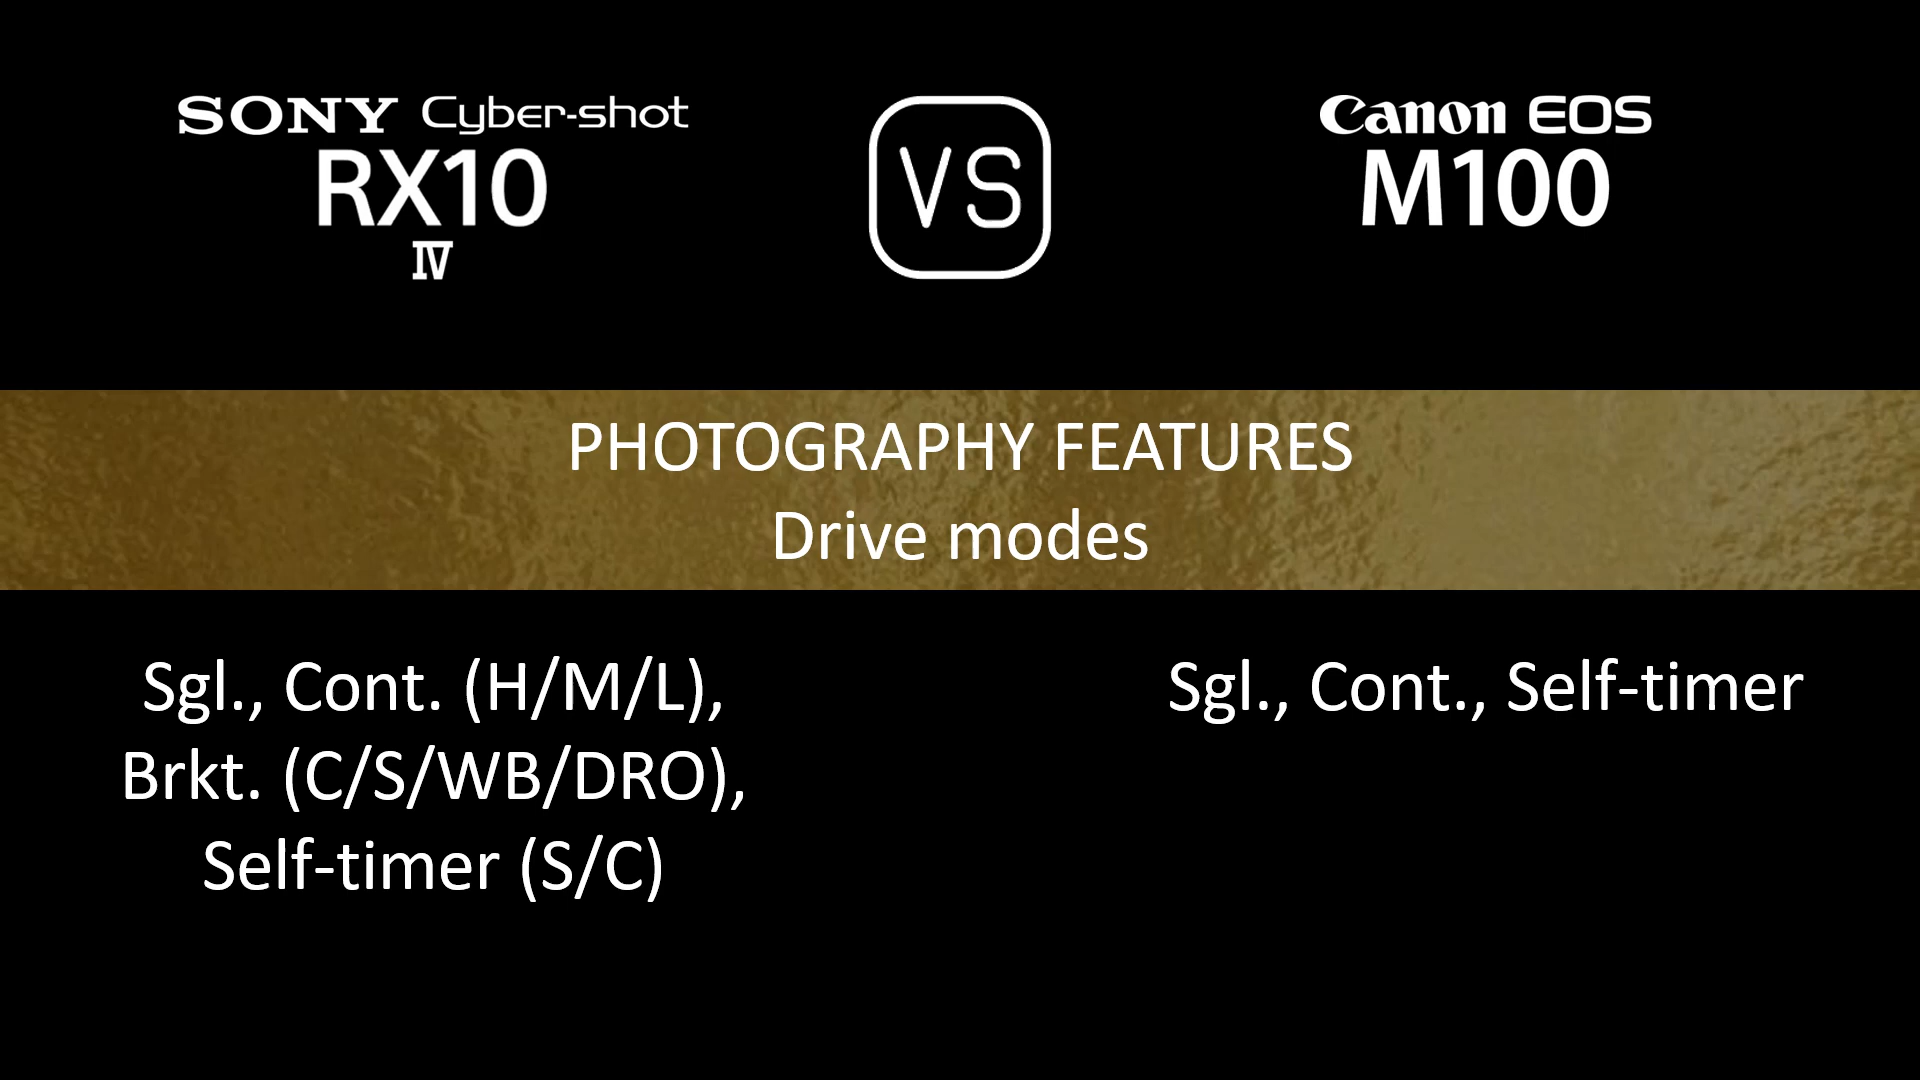 SONY Cyber-shot
RX10
IV
VS
Canon EOS
M100
PHOTOGRAPHY FEATURES
Drive modes
Sgl., Cont. (H/M/L),
Brkt. (C/S/WB/DRO),
Self-timer (S/C)
Sgl., Cont., Self-timer